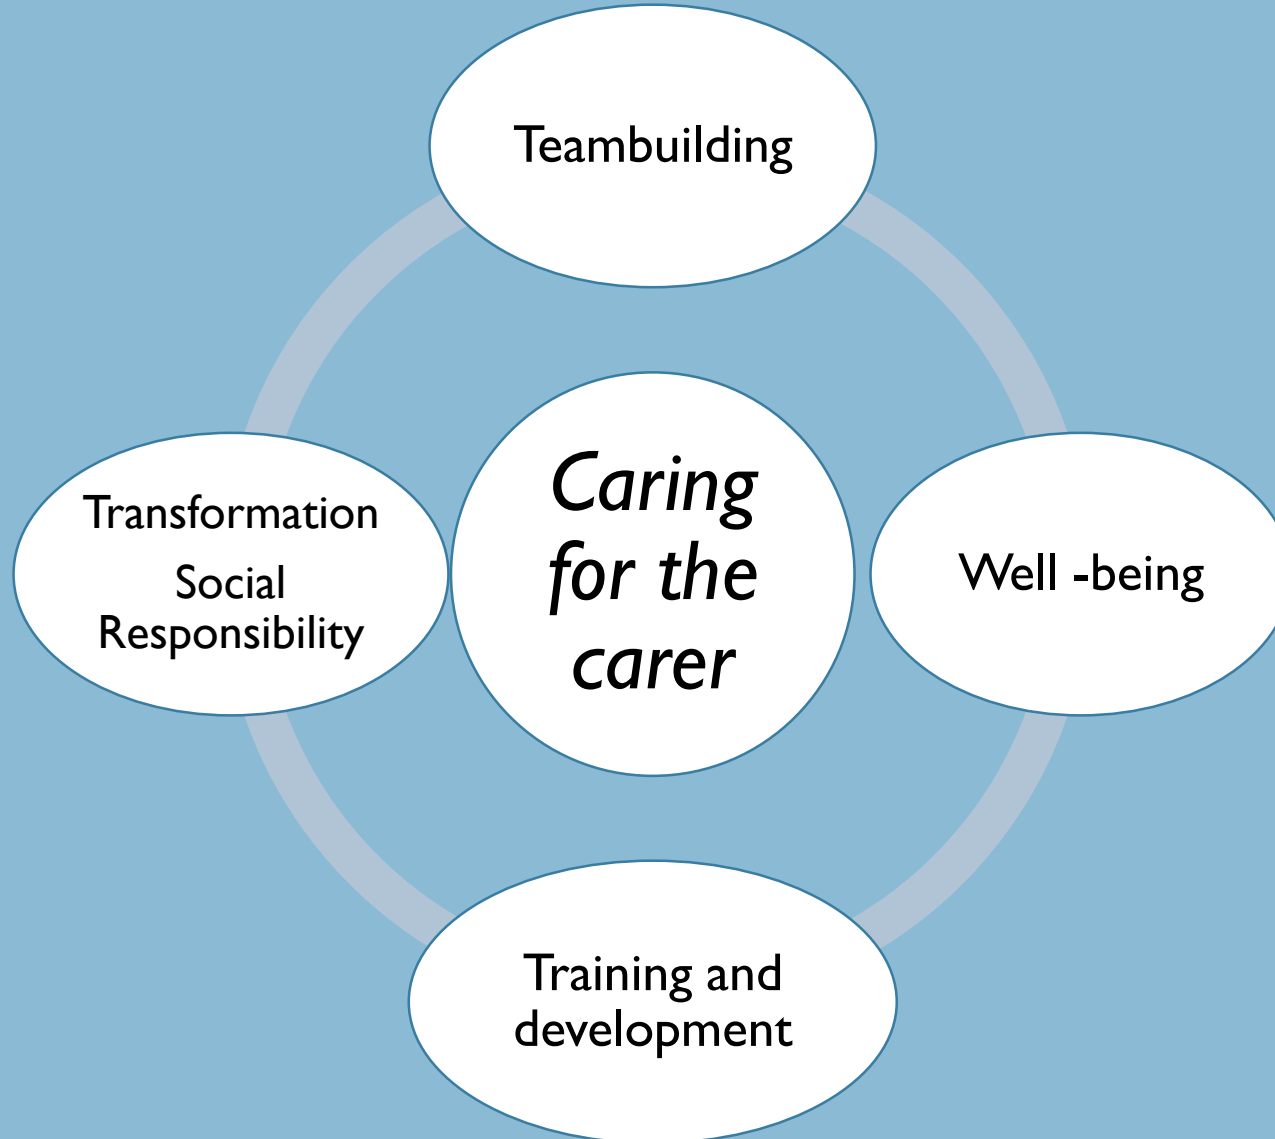 Teambuilding
Transformation
Social
Responsibility
Caring
for the
carer
Well -being
Training and
development